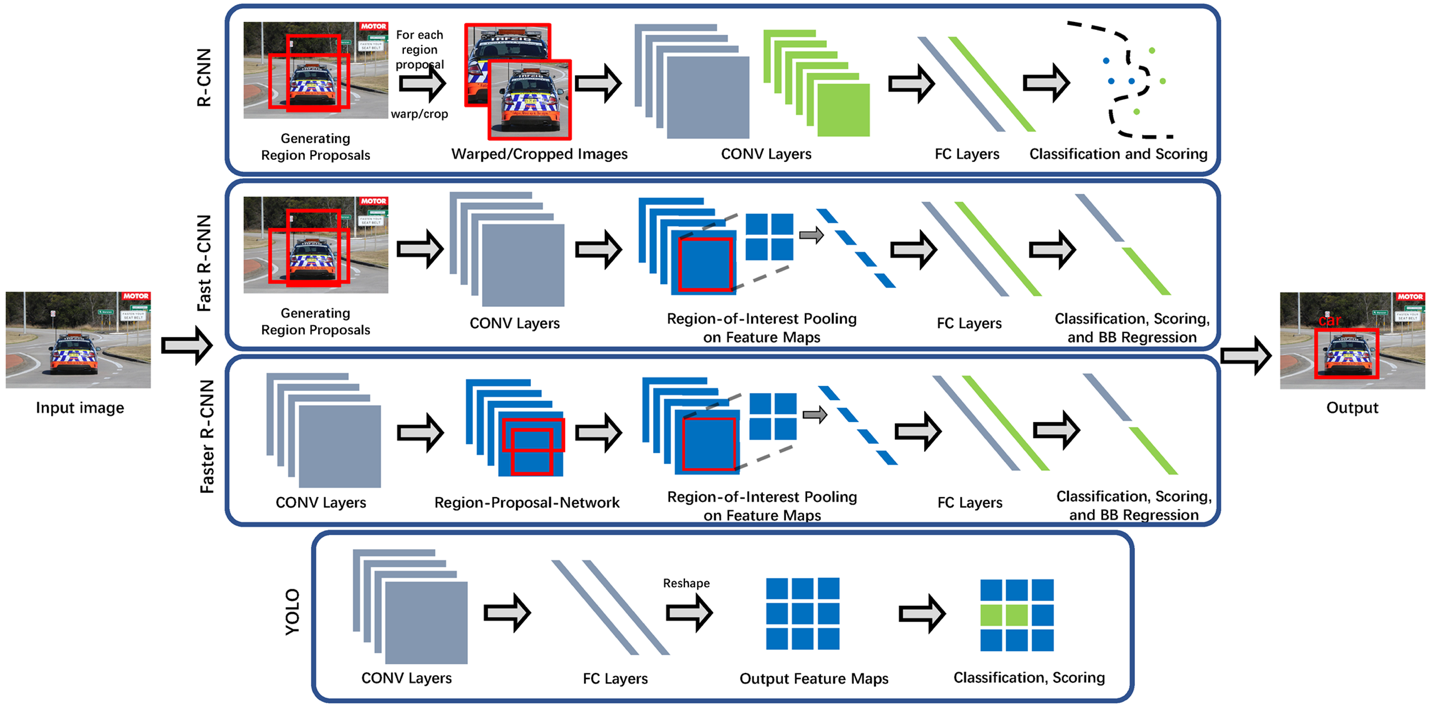 Input image
MOTOR
R-CNN
MOTOR
Generating
Region Proposals
For each
region
proposal
warp/crop
Warped/Cropped Images
CONV Layers
FC Layers
Classification and Scoring
Fast R-CNN
MOTOR
Generating
Region Proposals
CONV Layers
Region-of-Interest Pooling
on Feature Maps
FC Layers
Classification, Scoring,
and BB Regression
Faster R-CNN
CONV Layers
Region-Proposal-Network
Region-of-Interest Pooling
on Feature Maps
FC Layers
Classification, Scoring,
and BB Regression
YOLO
CONV Layers
FC Layers
Reshape
Output Feature Maps
Classification, Scoring
MOTOR
car
Output